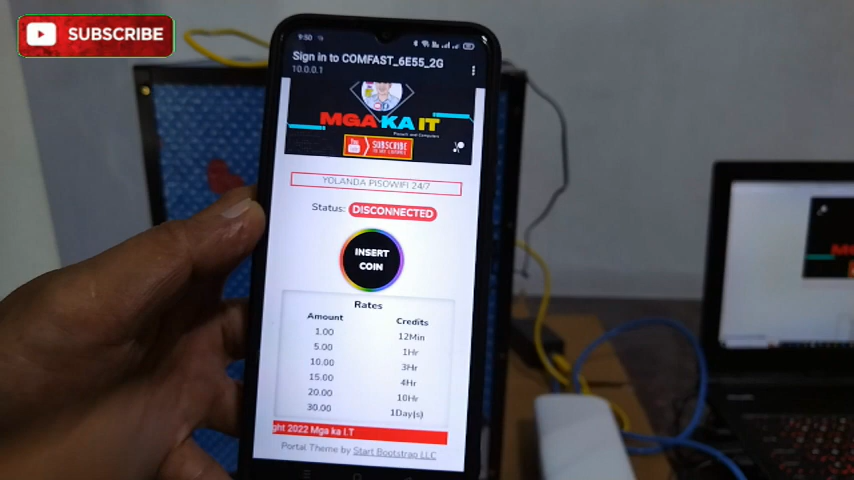 SUBSCRIBE
9:50
Sign in to COMFAST_6E55_2G
10.0.0.1
MGA KA IT
SUBSCRIBE
YOLANDA PISOWIFI 24/7
Status: DISCONNECTED
INSERT
COIN
Rates
Amount Credits
1.00 12Min
5.00 1Hr
10.00 3Hr
15.00 4Hr
20.00 10Hr
30.00 1Day(s)
ght 2022 Mga ka I.T
Portal Theme by Start Bootstrap LLC